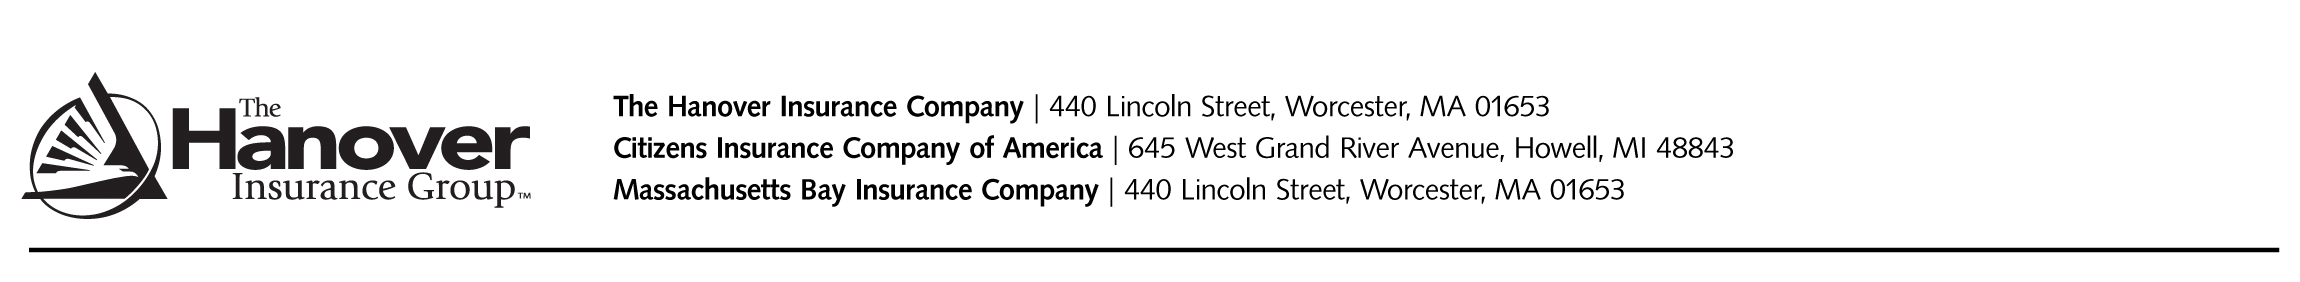 The
Hanover
Insurance Group™
The Hanover Insurance Company | 440 Lincoln Street, Worcester, MA 01653
Citizens Insurance Company of America | 645 West Grand River Avenue, Howell, MI 48843
Massachusetts Bay Insurance Company | 440 Lincoln Street, Worcester, MA 01653